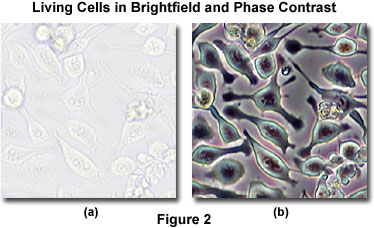 Living Cells in Brightfield and Phase Contrast
(a)
(b)
Figure 2